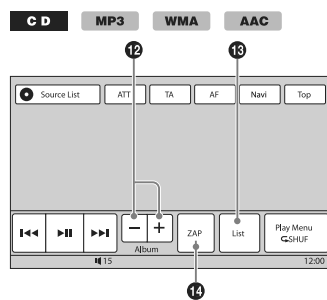 CD MP3 WMA AAC
⑫ ⑬
Source List ATT TA AF Navi Top
− + ZAP List Play Menu
SHUF
Album
15 12:00
⑭